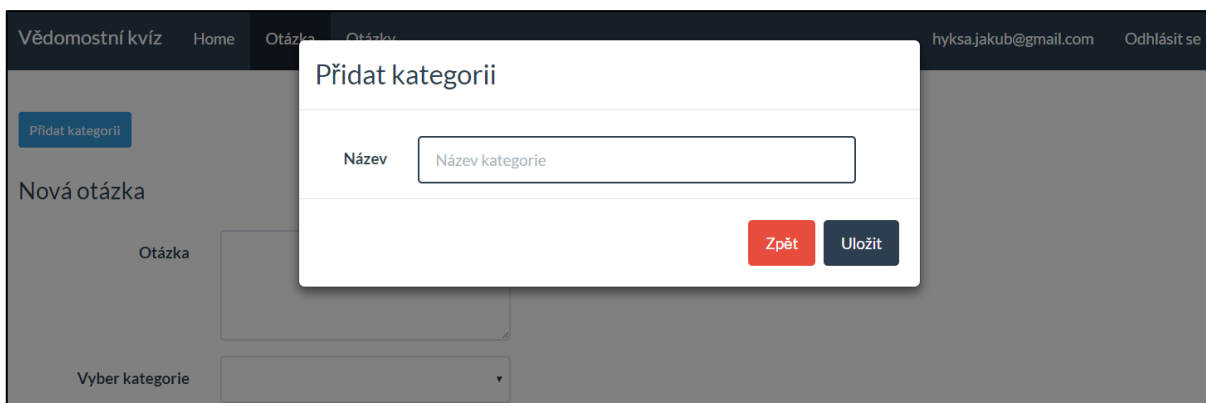 Vědomostní kvíz Home Otázka Otázky hyksa.jakub@gmail.com Odhlásit se
Přidat kategorii
Název Název kategorie
Zpět Uložit
Přidat kategorii
Nová otázka
Otázka
Vyber kategorie